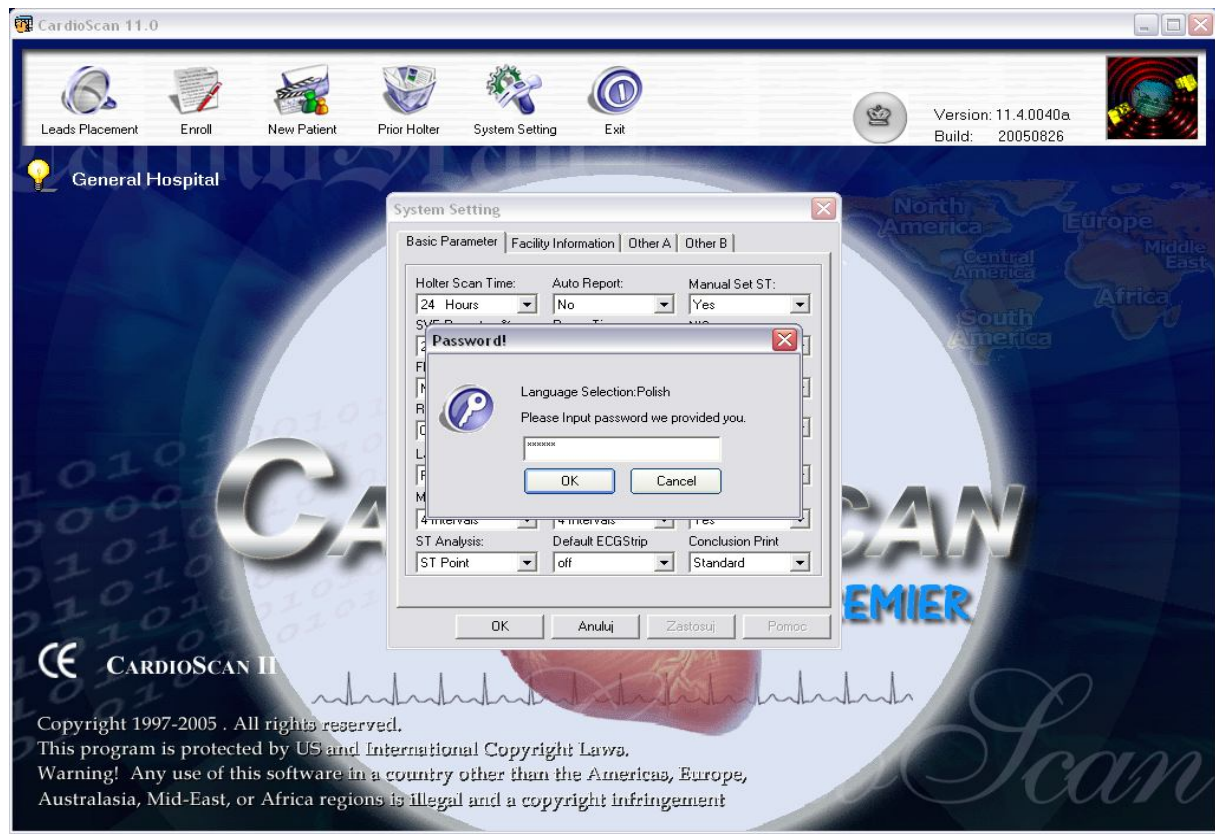 CardioScan 11.0
Leads Placement
Enroll
New Patient
Prior Holter
System Setting
Exit
Version: 11.4.0040a
Build: 20050826
General Hospital
North America
Europe
Middle East
Central America
Africa
South America
System Setting
Basic Parameter
Facility Information
Other A
Other B
Holter Scan Time:
Auto Report:
Manual Set ST:
24 Hours
No
Yes
Password!
Language Selection:Polish
Please Input password we provided you.
******
OK
Cancel
4 Intervals
4 Intervals
Yes
ST Analysis:
Default ECGStrip
Conclusion Print
ST Point
off
Standard
OK
Anuluj
Zastosuj
Pomoc
CARDIOSCAN II
Copyright 1997-2005 . All rights reserved.
This program is protected by US and International Copyright Laws.
Warning! Any use of this software in a country other than the Americas, Europe,
Australasia, Mid-East, or Africa regions is illegal and a copyright infringement